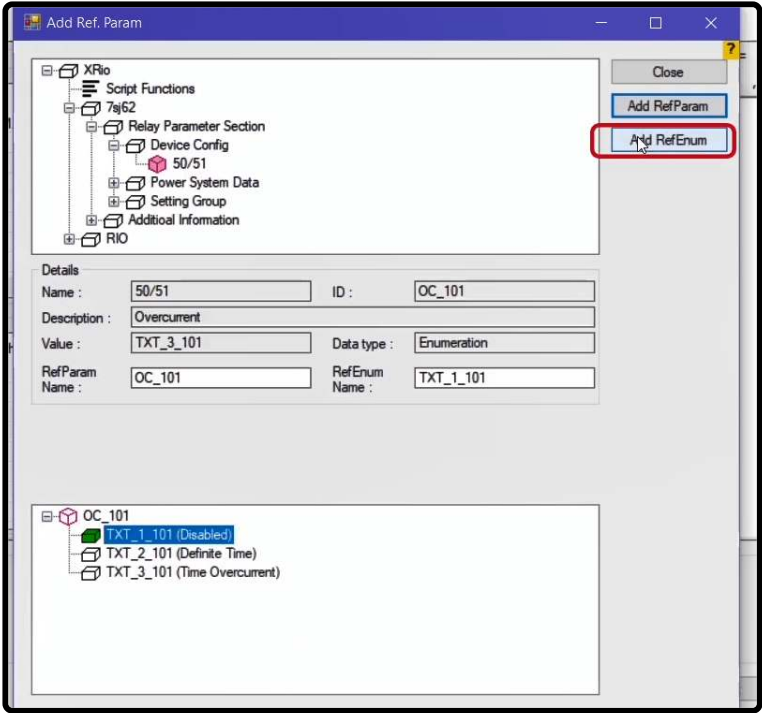 Add Ref. Param
?
XRio
Close
Script Functions
7sj62
Add RefParam
Relay Parameter Section
Device Config
Add RefEnum
50/51
Power System Data
Setting Group
Additioal Information
RIO
Details
Name : 50/51 ID : OC_101
Description : Overcurrent
Value : TXT_3_101 Data type : Enumeration
RefParam Name : OC_101 RefEnum Name : TXT_1_101
OC_101
TXT_1_101 (Disabled)
TXT_2_101 (Definite Time)
TXT_3_101 (Time Overcurrent)